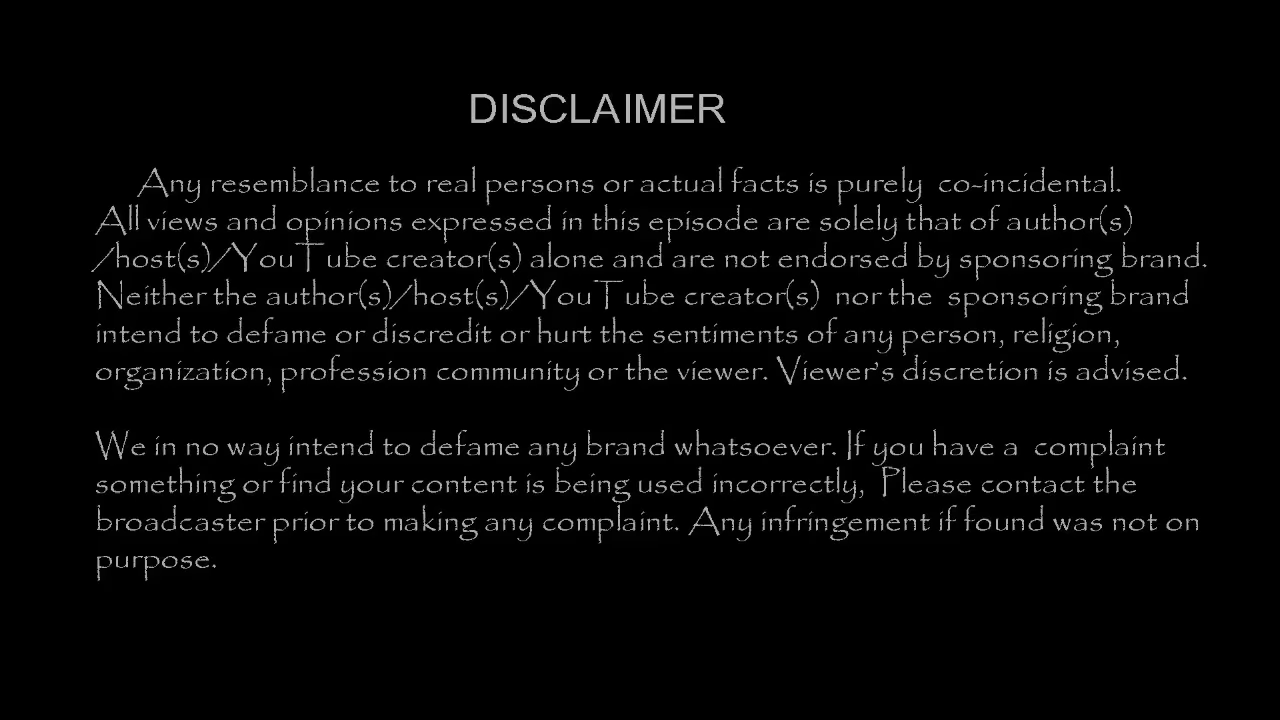 DISCLAIMER
Any resemblance to real persons or actual facts is purely co-incidental.
All views and opinions expressed in this episode are solely that of author(s)
/host(s)/YouTube creator(s) alone and are not endorsed by sponsoring brand.
Neither the author(s)/host(s)/YouTube creator(s) nor the sponsoring brand
intend to defame or discredit or hurt the sentiments of any person, religion,
organization, profession community or the viewer. Viewer's discretion is advised.
We in no way intend to defame any brand whatsoever. If you have a complaint
something or find your content is being used incorrectly, Please contact the
broadcaster prior to making any complaint. Any infringement if found was not on
purpose.